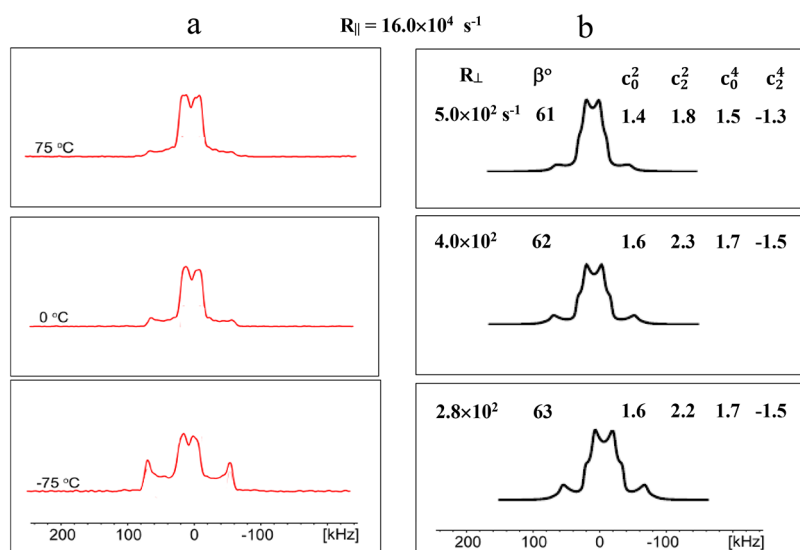 a R|| = 16.0×10⁴ s⁻¹ b
75 °C
R⊥ β° c₀² c₂² c₀⁴ c₂⁴
5.0×10² s⁻¹ 61 1.4 1.8 1.5 -1.3
0 °C
4.0×10² 62 1.6 2.3 1.7 -1.5
-75 °C
2.8×10² 63 1.6 2.2 1.7 -1.5
200 100 0 -100 [kHz]
200 100 0 -100 [kHz]